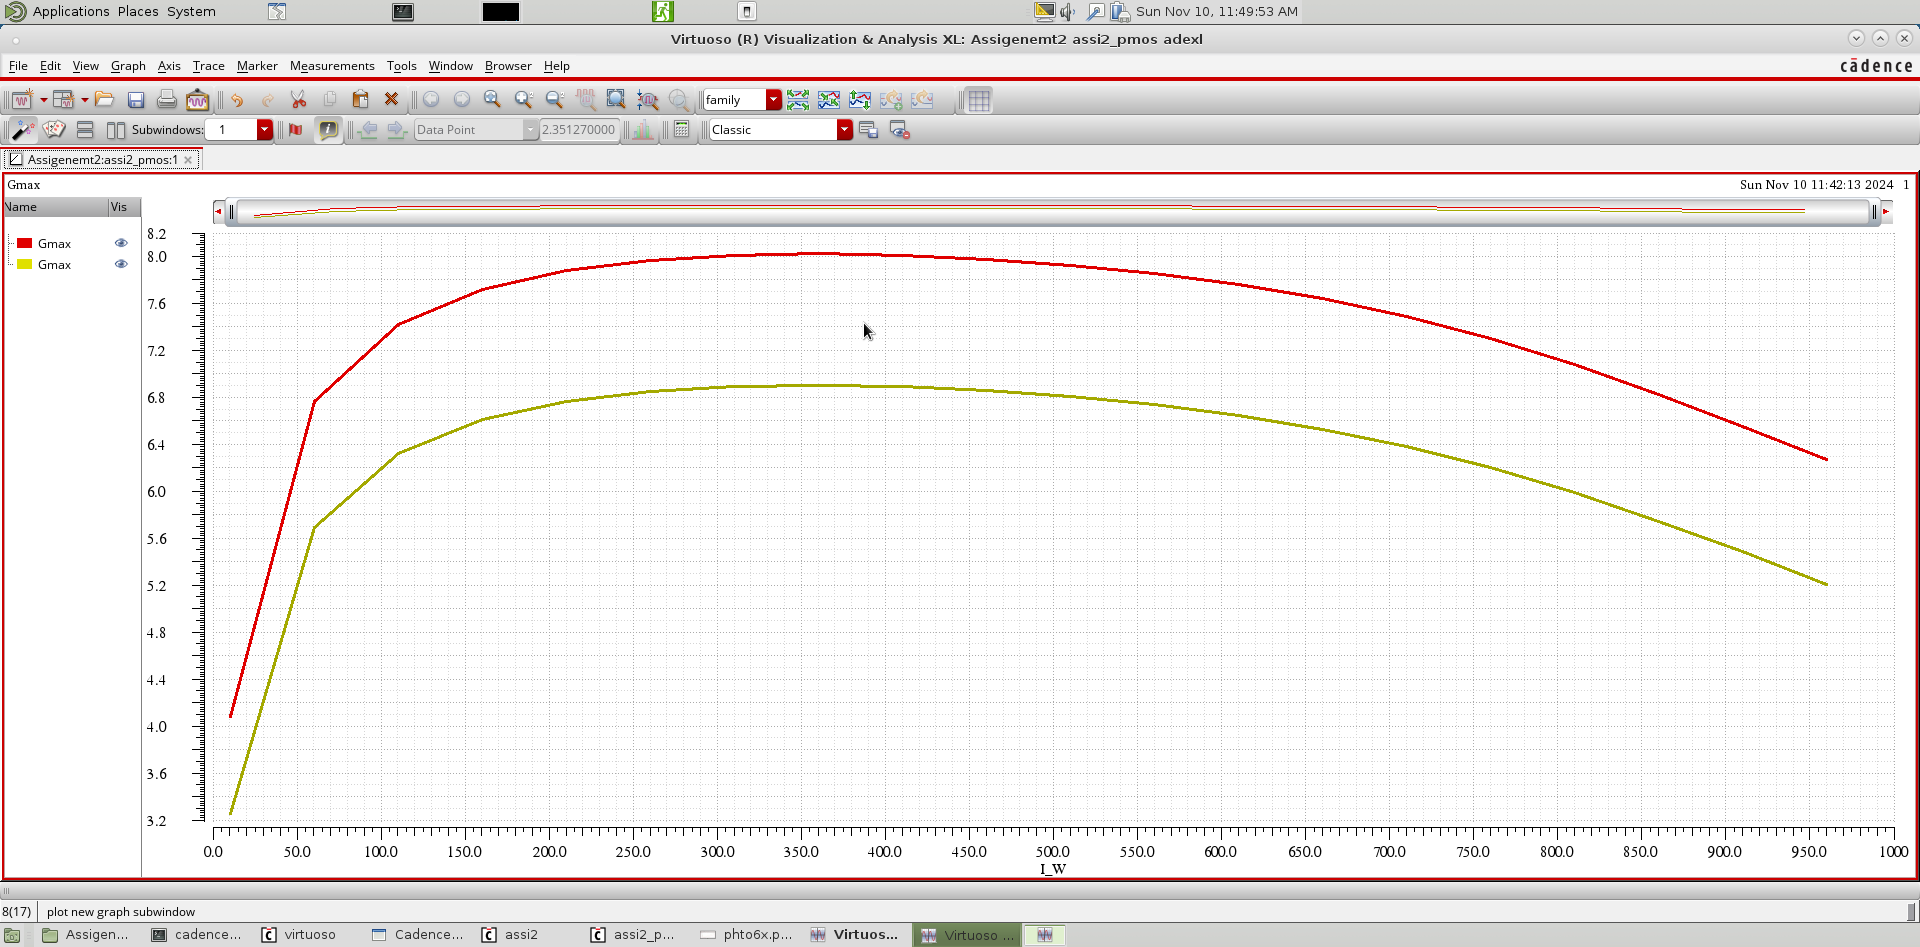 Applications Places System
Sun Nov 10, 11:49:53 AM
Virtuoso (R) Visualization & Analysis XL: Assigenemt2 assi2_pmos adexl
File Edit View Graph Axis Trace Marker Measurements Tools Window Browser Help
cādence
family
Subwindows: 1
Data Point
2.351270000
Classic
Assigenemt2:assi2_pmos:1
Gmax
Sun Nov 10 11:42:13 2024 1
Name Vis
Gmax
Gmax
8.2
8.0
7.6
7.2
6.8
6.4
6.0
5.6
5.2
4.8
4.4
4.0
3.6
3.2
0.0 50.0 100.0 150.0 200.0 250.0 300.0 350.0 400.0 450.0 500.0 550.0 600.0 650.0 700.0 750.0 800.0 850.0 900.0 950.0 1000
I_W
8(17) plot new graph subwindow
Assigen... cadence... virtuoso Cadence... assi2 assi2_p... phto6x.p... Virtuos... Virtuoso ...